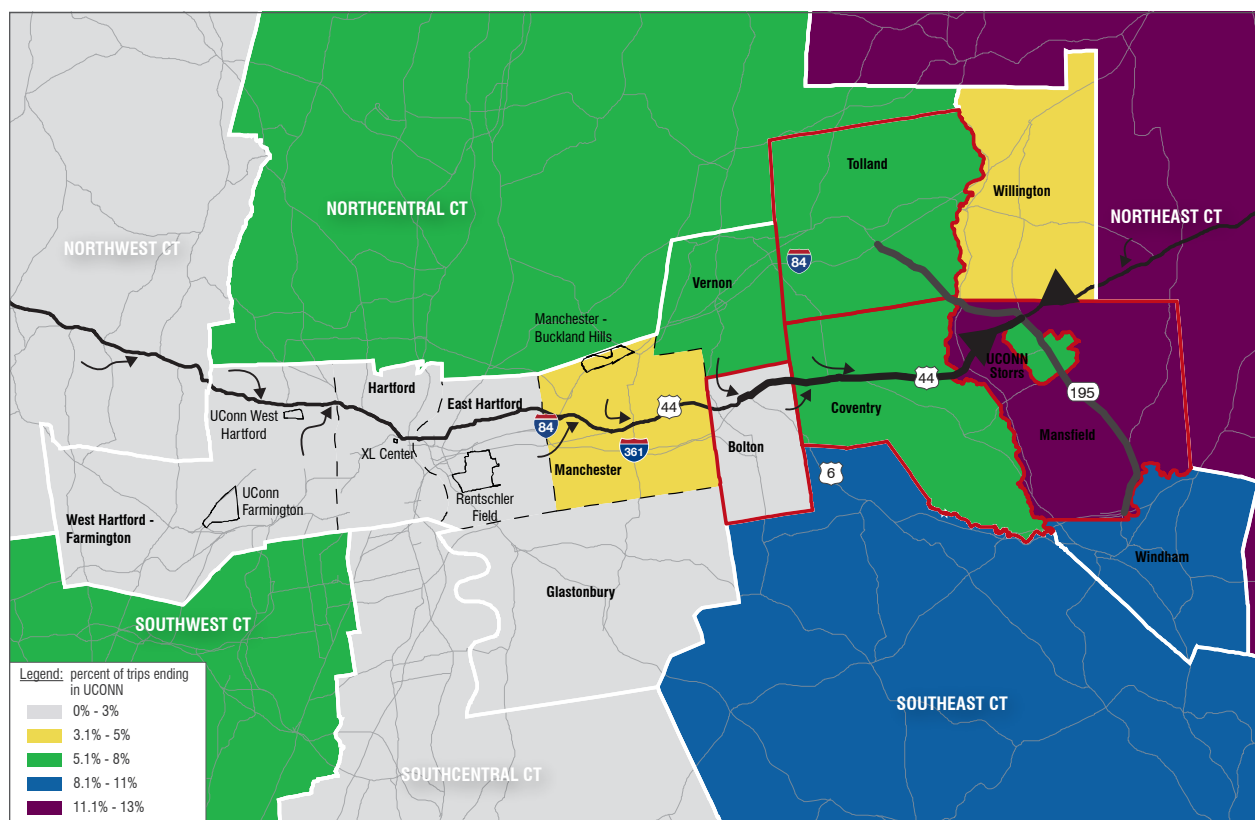 Tolland
Willington
NORTHCENTRAL CT
NORTHEAST CT
NORTHWEST CT
84
Vernon
Manchester -
Buckland Hills
UCONN
Storrs
44
Hartford
195
East Hartford
44
Coventry
UConn West
Hartford
84
Mansfield
XL Center
361
Bolton
Manchester
6
UConn
Farmington
Rentschler
Field
West Hartford -
Farmington
Windham
Glastonbury
SOUTHWEST CT
Legend: percent of trips ending
in UCONN
0% - 3%
3.1% - 5%
5.1% - 8%
8.1% - 11%
11.1% - 13%
SOUTHEAST CT
SOUTHCENTRAL CT